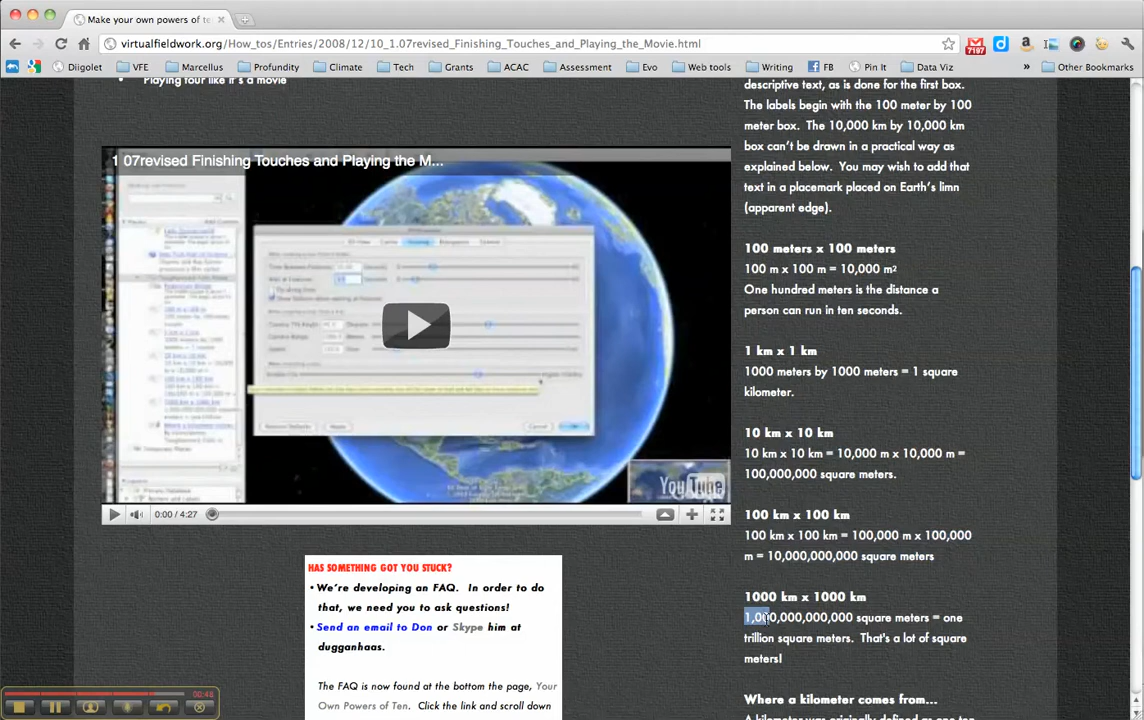 Make your own powers of te
virtualfieldwork.org/How_tos/Entries/2008/12/10_1.07revised_Finishing_Touches_and_Playing_the_Movie.html
7197
Diigolet VFE Marcellus Profundity Climate Tech Grants ACAC Assessment Evo Web tools FB Writing Pin It Data Viz » Other Bookmarks
• Playing tour like it's a movie
1 07revised Finishing Touches and Playing the M...
YouTube
0:00 / 4:27
HAS SOMETHING GOT YOU STUCK?
• We're developing an FAQ. In order to do
that, we need you to ask questions!
• Send an email to Don or Skype him at
dugganhaas.
The FAQ is now found at the bottom the page, Your
Own Powers of Ten. Click the link and scroll down
descriptive text, as is done for the first box.
The labels begin with the 100 meter by 100
meter box. The 10,000 km by 10,000 km
box can't be drawn in a practical way as
explained below. You may wish to add that
text in a placemark placed on Earth's limn
(apparent edge).
100 meters x 100 meters
100 m x 100 m = 10,000 m²
One hundred meters is the distance a
person can run in ten seconds.
1 km x 1 km
1000 meters by 1000 meters = 1 square
kilometer.
10 km x 10 km
10 km x 10 km = 10,000 m x 10,000 m =
100,000,000 square meters.
100 km x 100 km
100 km x 100 km = 100,000 m x 100,000
m = 10,000,000,000 square meters
1000 km x 1000 km
1,000,000,000,000 square meters = one
trillion square meters. That's a lot of square
meters!
Where a kilometer comes from...
A kilometer was originally defined as one ten
00:46